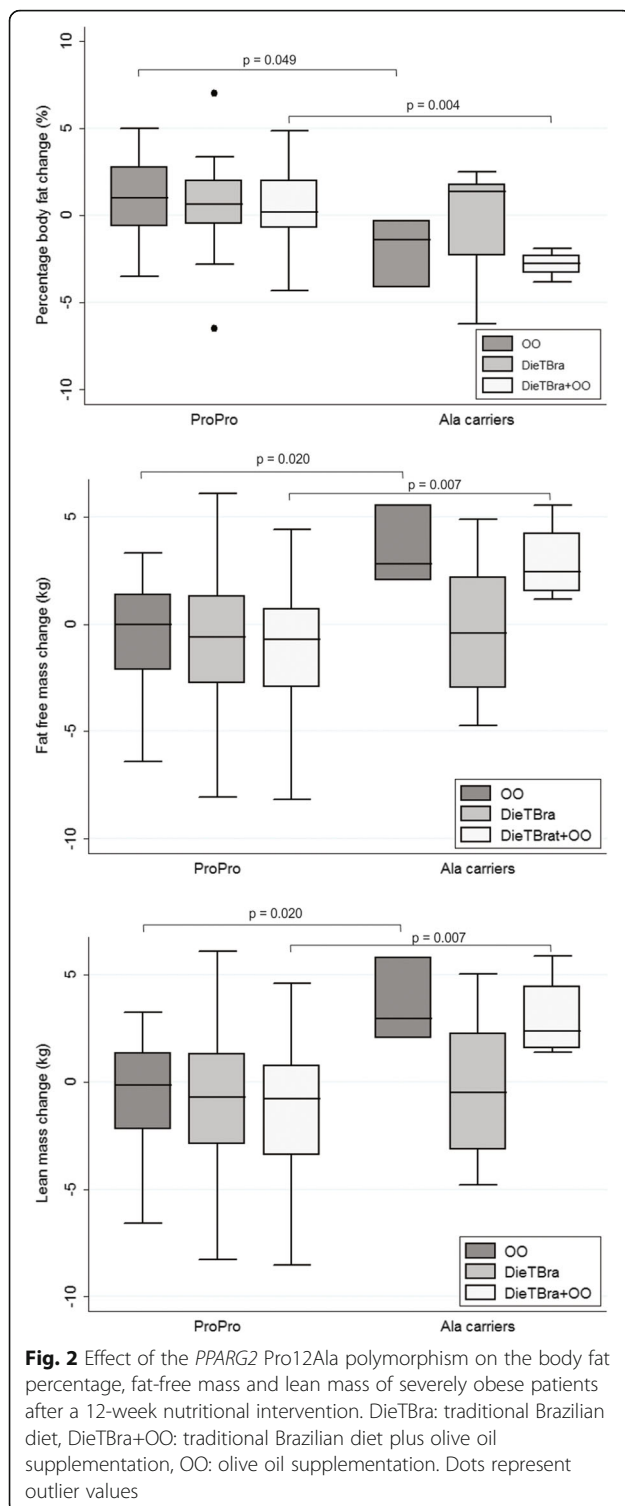 p = 0.049
p = 0.004
Percentage body fat change (%)
10
5
0
-5
-10
OO
DieTBra
DieTBra+OO
ProPro
Ala carriers
p = 0.020
p = 0.007
Fat free mass change (kg)
5
0
-5
-10
OO
DieTBra
DieTBrat+OO
ProPro
Ala carriers
p = 0.020
p = 0.007
Lean mass change (kg)
5
0
-5
-10
OO
DieTBra
DieTBra+OO
ProPro
Ala carriers
Fig. 2 Effect of the PPARG2 Pro12Ala polymorphism on the body fat
percentage, fat-free mass and lean mass of severely obese patients
after a 12-week nutritional intervention. DieTBra: traditional Brazilian
diet, DieTBra+OO: traditional Brazilian diet plus olive oil
supplementation, OO: olive oil supplementation. Dots represent
outlier values